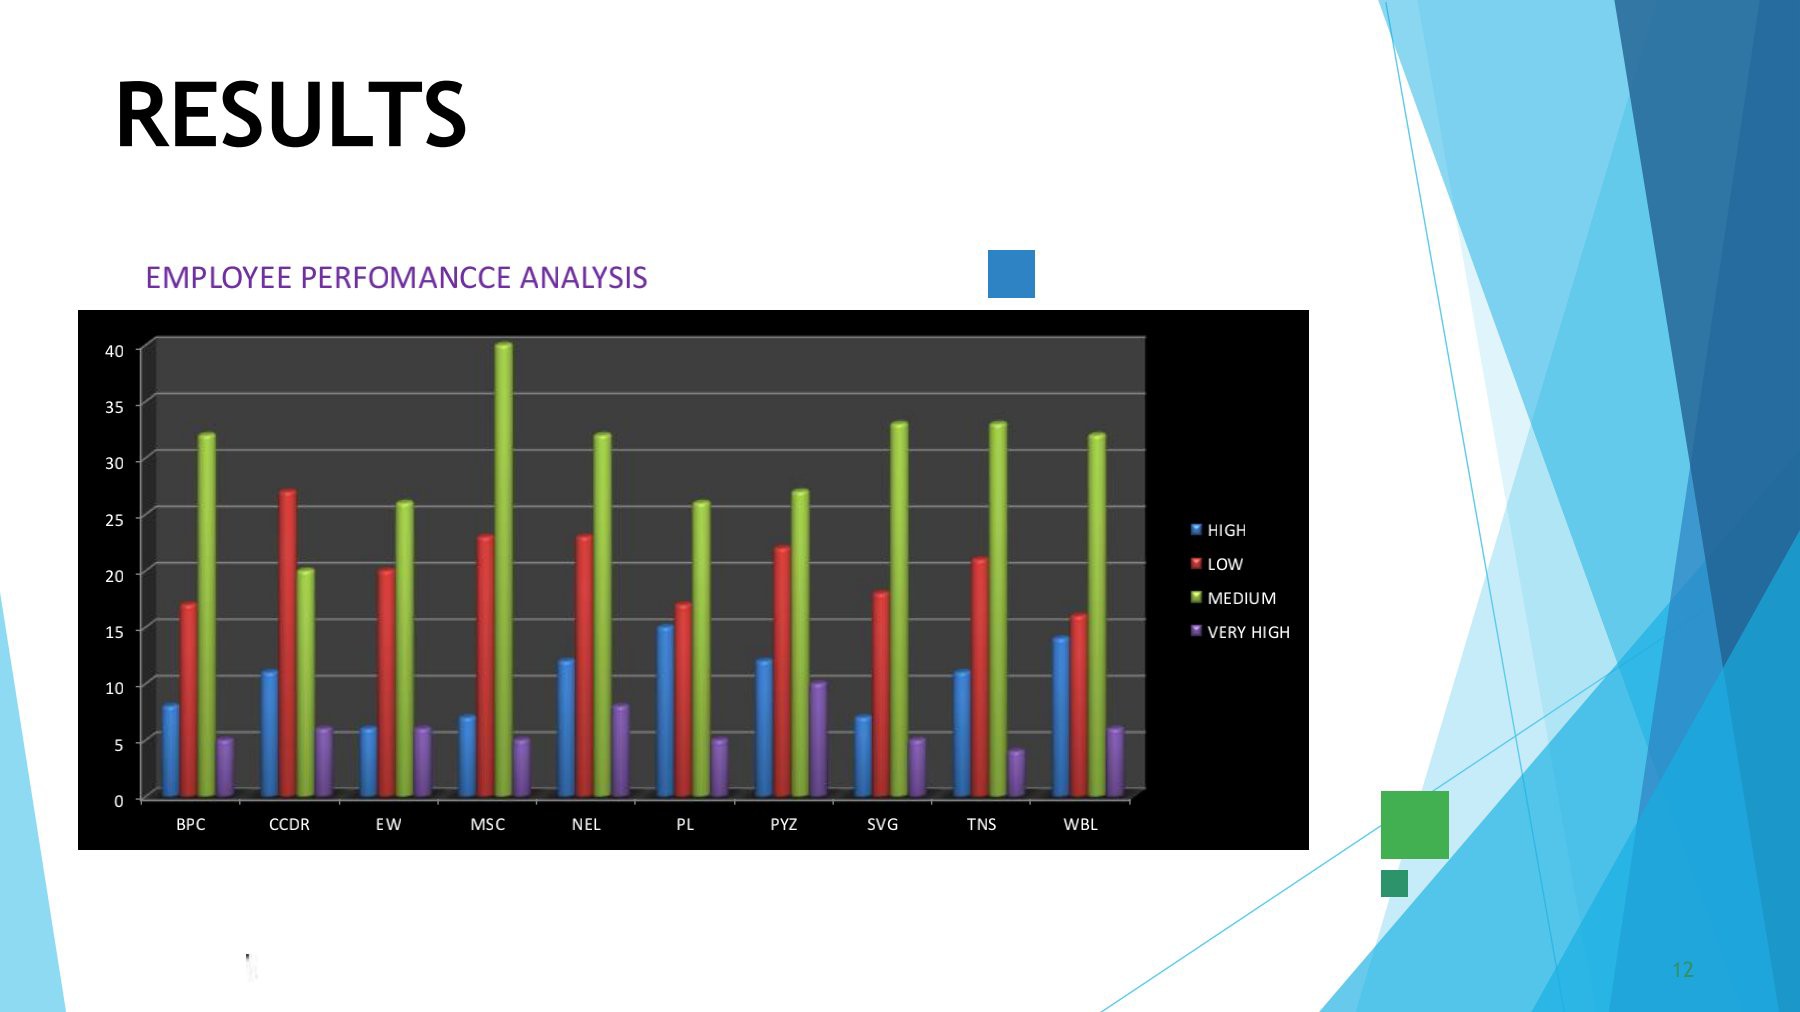 RESULTS
EMPLOYEE PERFOMANCCE ANALYSIS
40
35
30
25
20
15
10
5
0
BPC CCDR EW MSC NEL PL PYZ SVG TNS WBL
HIGH
LOW
MEDIUM
VERY HIGH
12